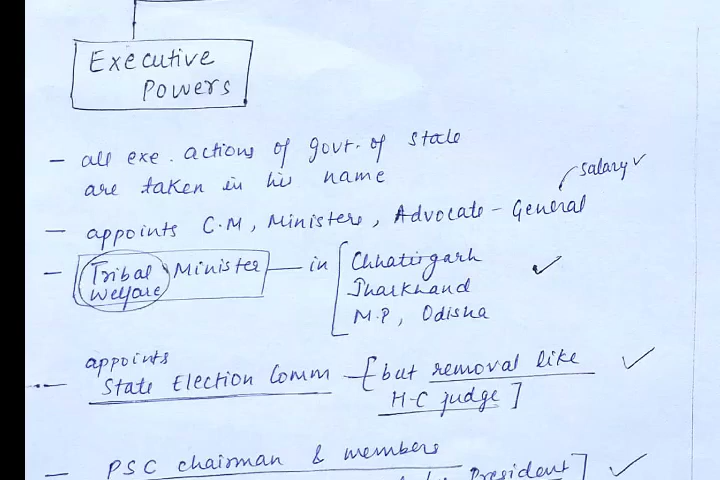 Executive
Powers
- all exe. actions of govt. of state
are taken in his name
salary ✓
- appoints C.M, Ministers, Advocate-General
- Tribal Welfare Minister — in [ Chhatisgarh
Jharkhand
M.P, Odisha
✓
appoints
- State Election Comm - [but removal like
H-C judge] ✓
- PSC chairman & members
President] ✓